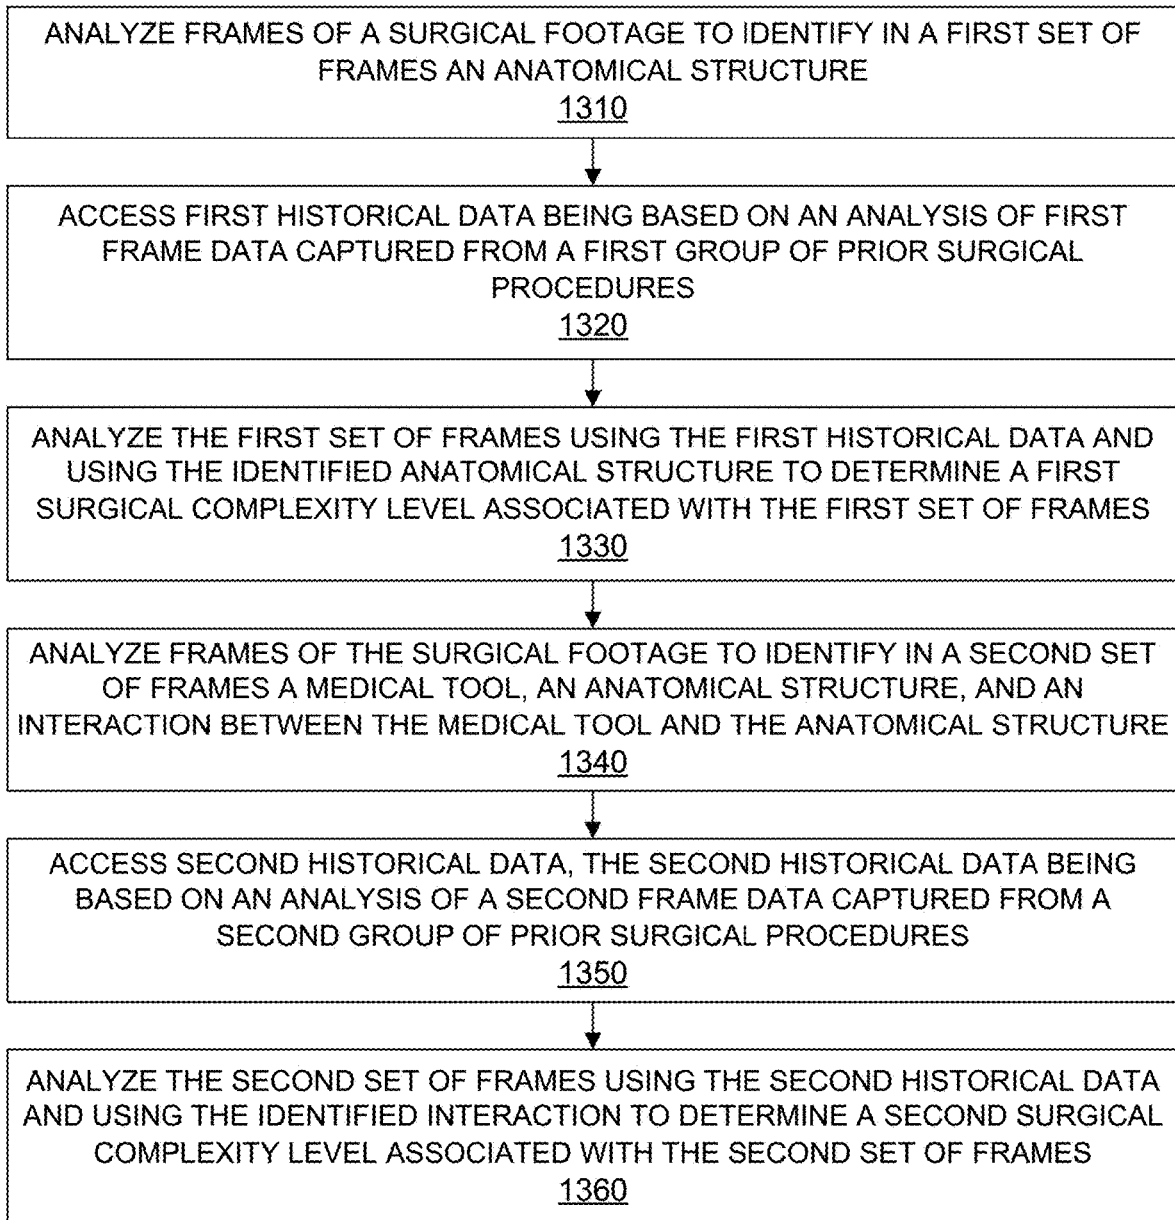 ANALYZE FRAMES OF A SURGICAL FOOTAGE TO IDENTIFY IN A FIRST SET OF
FRAMES AN ANATOMICAL STRUCTURE
1310
ACCESS FIRST HISTORICAL DATA BEING BASED ON AN ANALYSIS OF FIRST
FRAME DATA CAPTURED FROM A FIRST GROUP OF PRIOR SURGICAL
PROCEDURES
1320
ANALYZE THE FIRST SET OF FRAMES USING THE FIRST HISTORICAL DATA AND
USING THE IDENTIFIED ANATOMICAL STRUCTURE TO DETERMINE A FIRST
SURGICAL COMPLEXITY LEVEL ASSOCIATED WITH THE FIRST SET OF FRAMES
1330
ANALYZE FRAMES OF THE SURGICAL FOOTAGE TO IDENTIFY IN A SECOND SET
OF FRAMES A MEDICAL TOOL, AN ANATOMICAL STRUCTURE, AND AN
INTERACTION BETWEEN THE MEDICAL TOOL AND THE ANATOMICAL STRUCTURE
1340
ACCESS SECOND HISTORICAL DATA, THE SECOND HISTORICAL DATA BEING
BASED ON AN ANALYSIS OF A SECOND FRAME DATA CAPTURED FROM A
SECOND GROUP OF PRIOR SURGICAL PROCEDURES
1350
ANALYZE THE SECOND SET OF FRAMES USING THE SECOND HISTORICAL DATA
AND USING THE IDENTIFIED INTERACTION TO DETERMINE A SECOND SURGICAL
COMPLEXITY LEVEL ASSOCIATED WITH THE SECOND SET OF FRAMES
1360